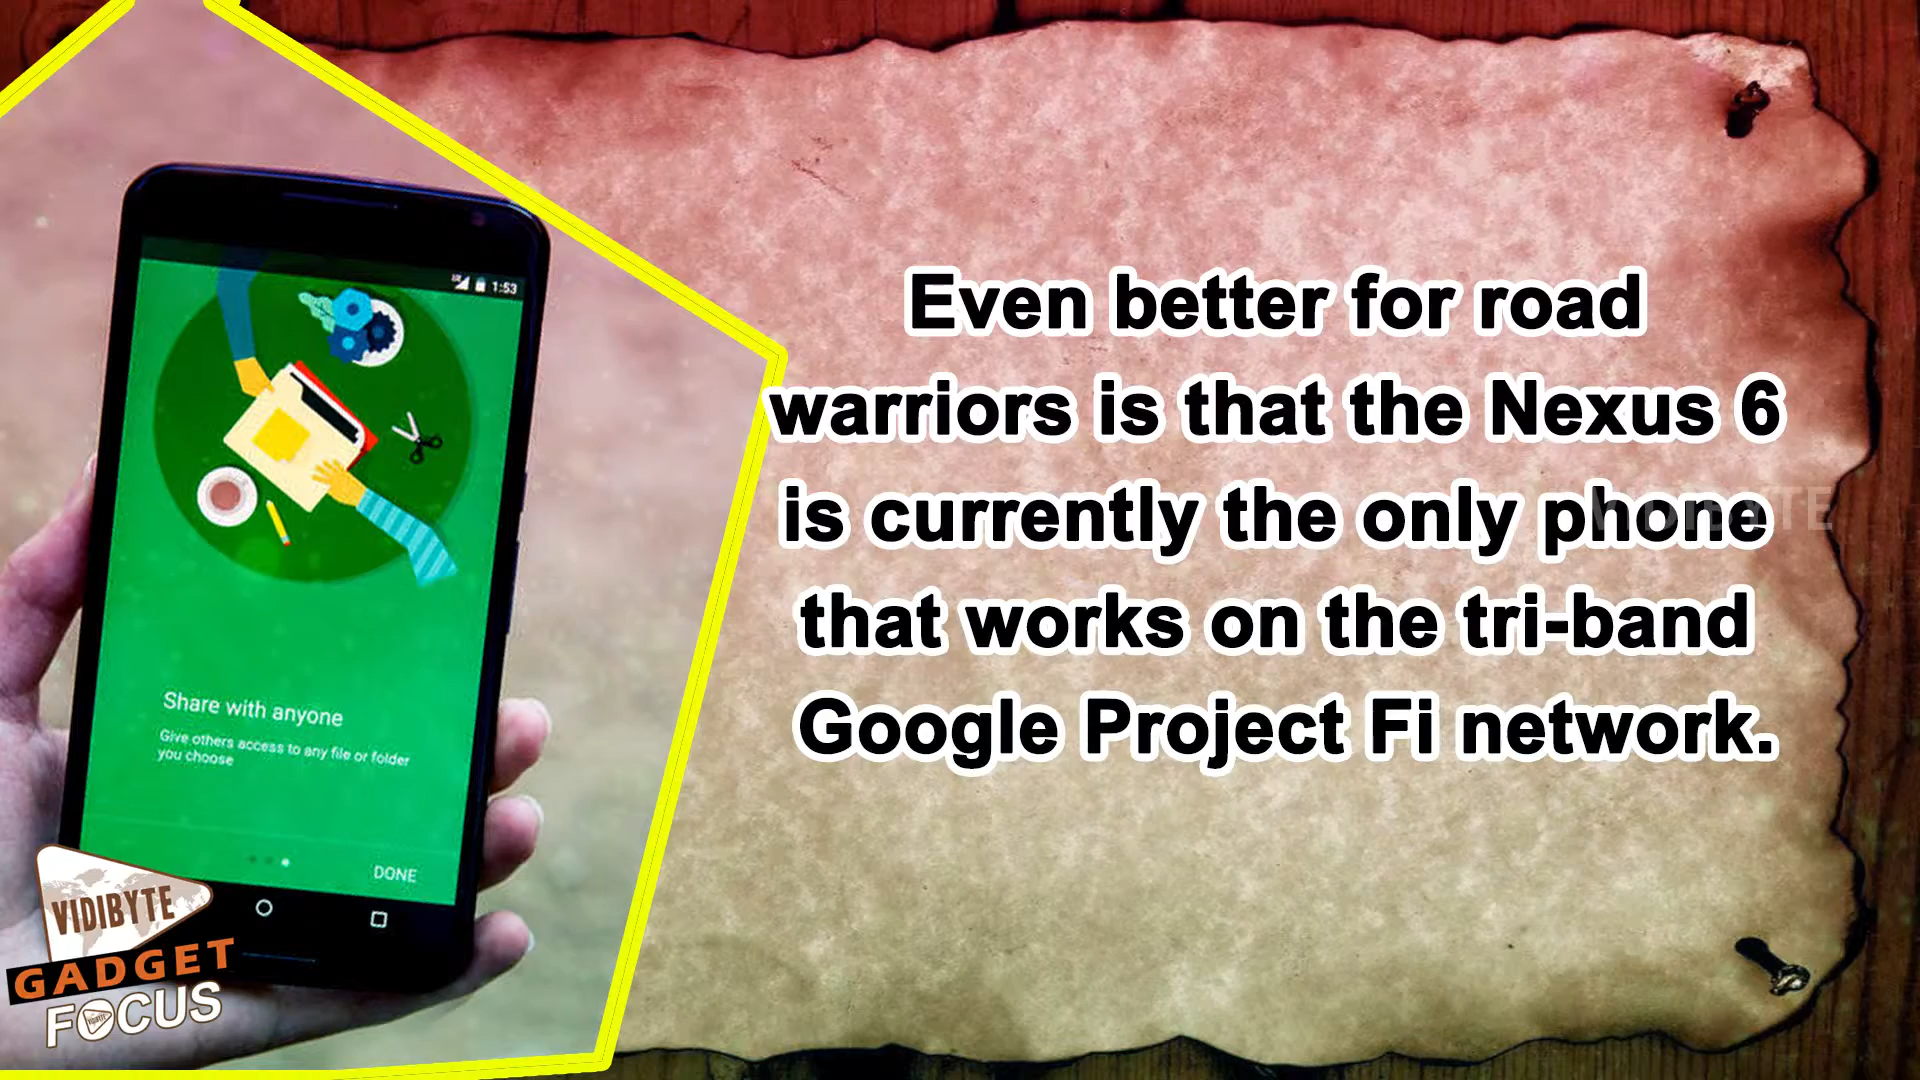 1:53
Share with anyone
Give others access to any file or folder
you choose
DONE
VIDIBYTE
GADGET
FOCUS
Even better for road
warriors is that the Nexus 6
is currently the only phone
that works on the tri-band
Google Project Fi network.
VIDIBYTE